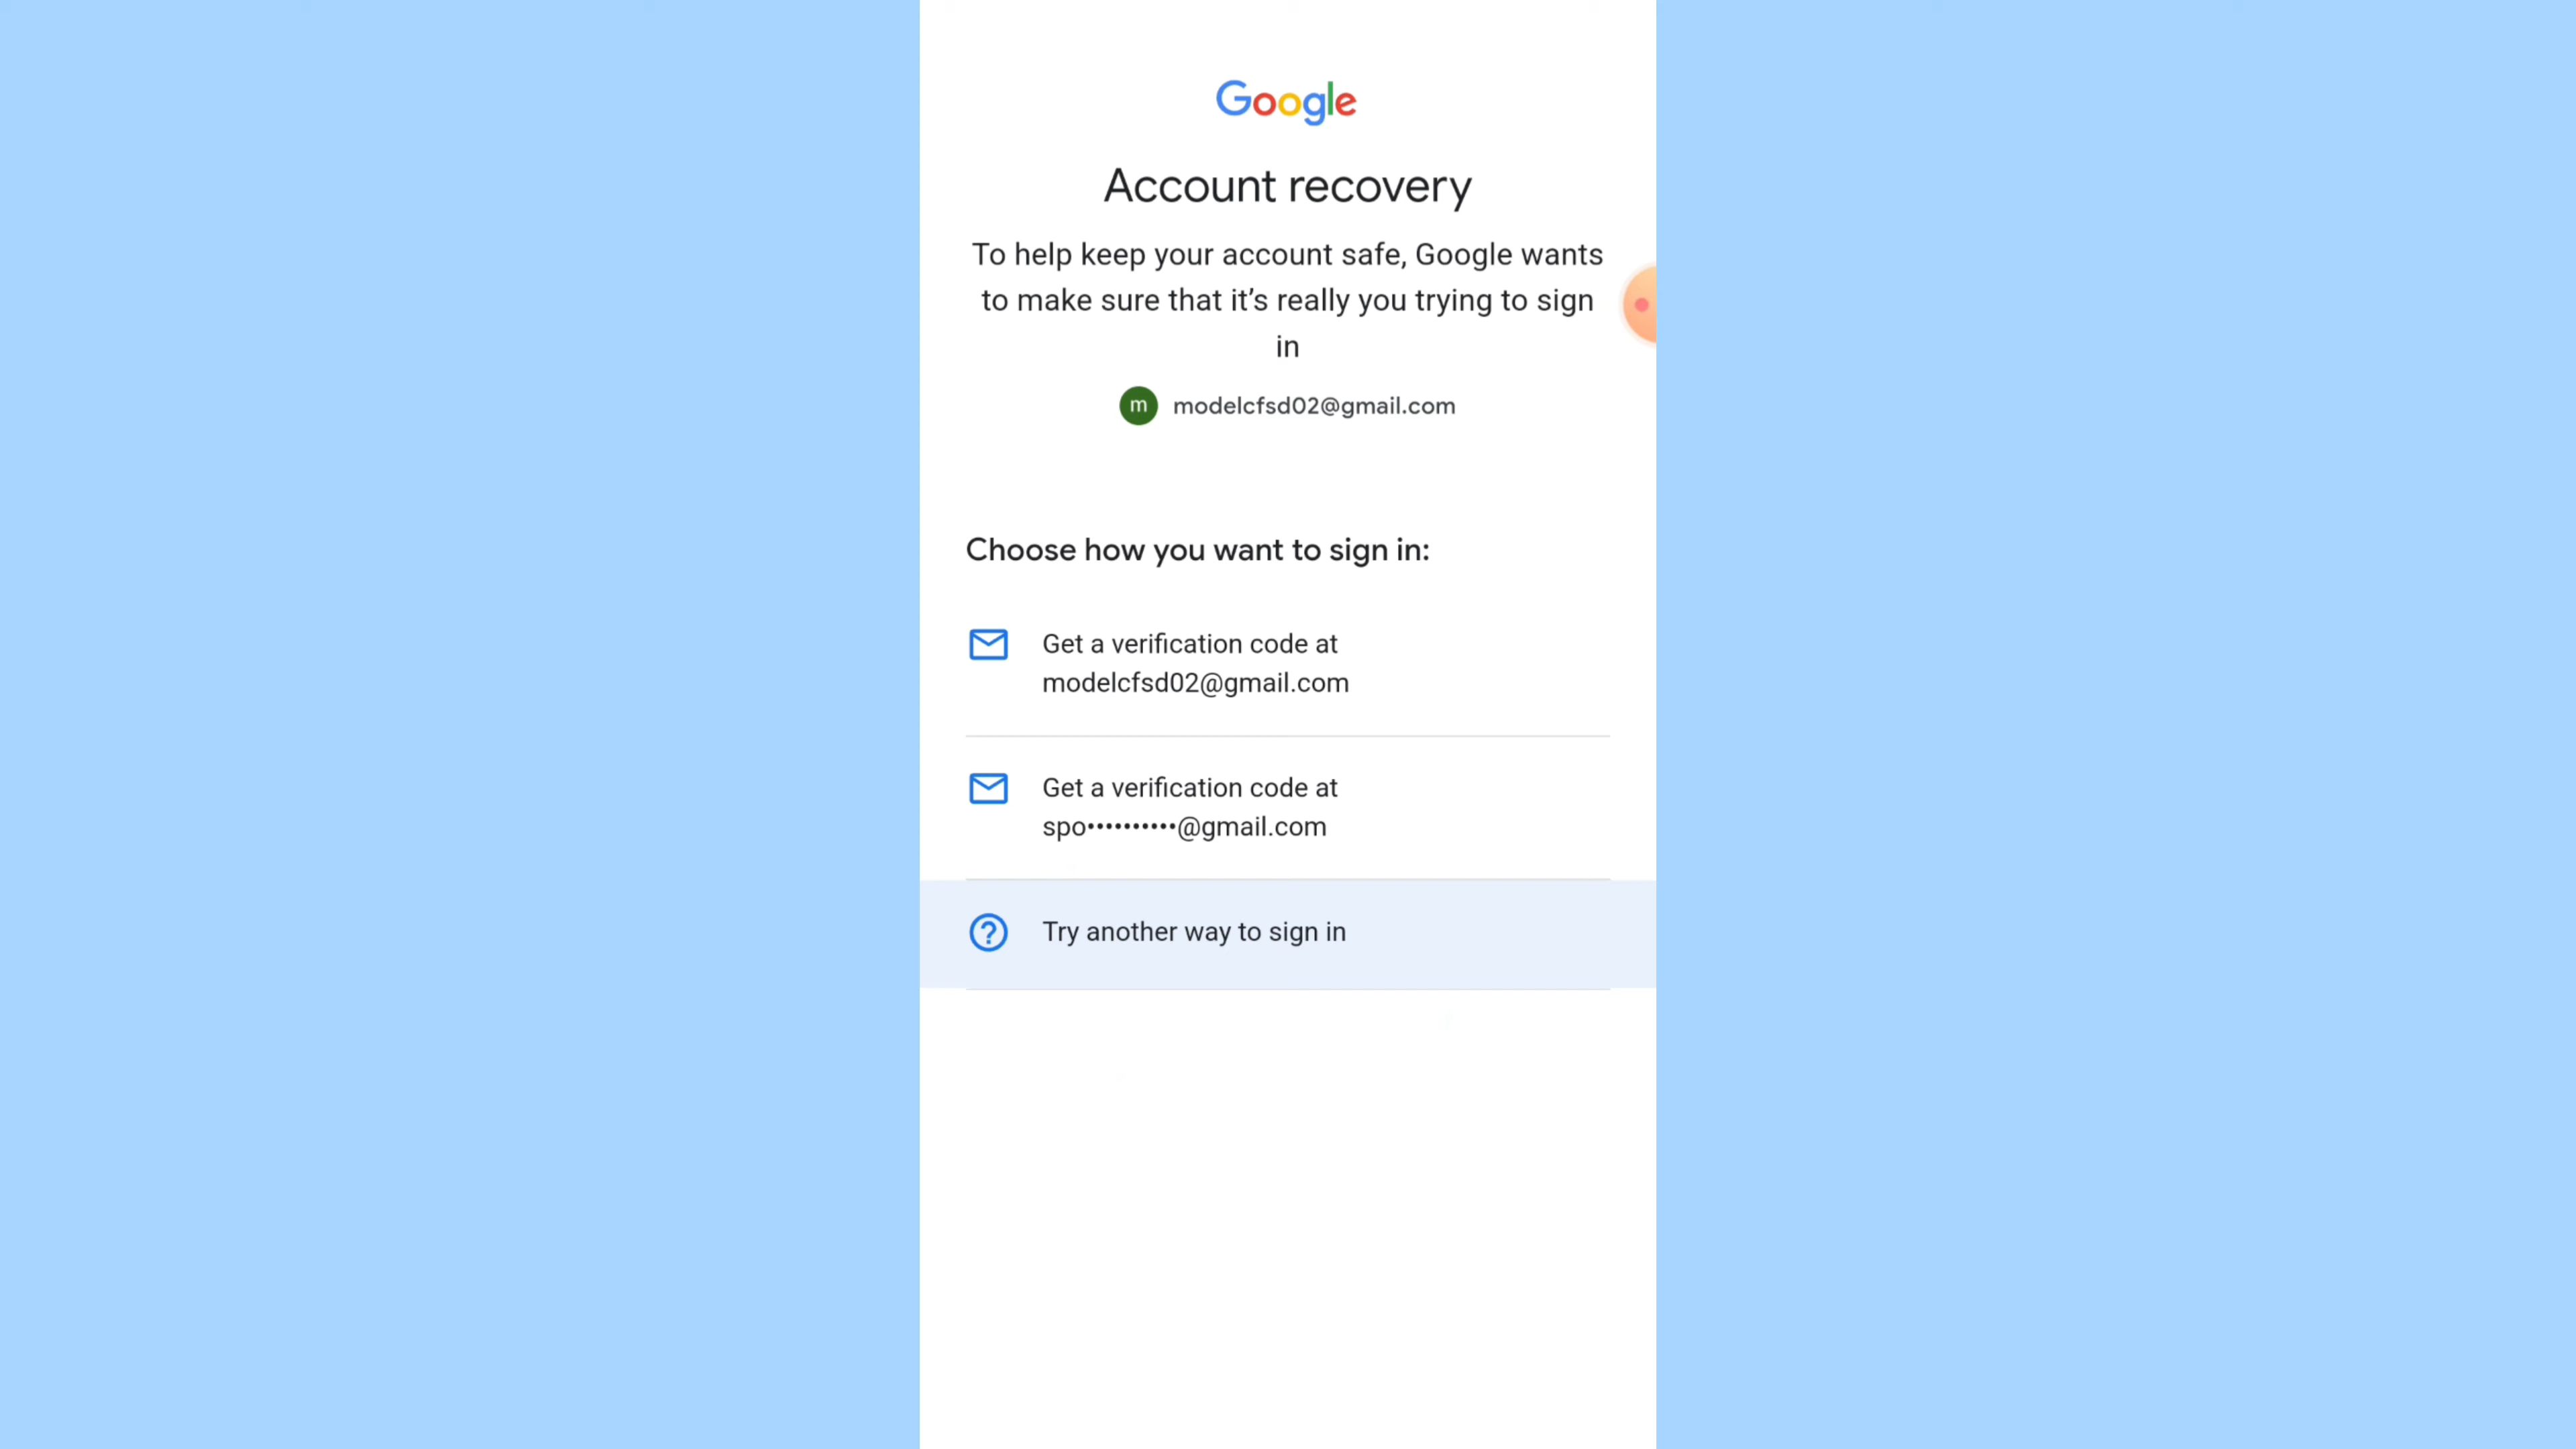 Google
Account recovery
To help keep your account safe, Google wants
to make sure that it’s really you trying to sign
in
m modelcfsd02@gmail.com
Choose how you want to sign in:
Get a verification code at
modelcfsd02@gmail.com
Get a verification code at
spo••••••••••@gmail.com
? Try another way to sign in